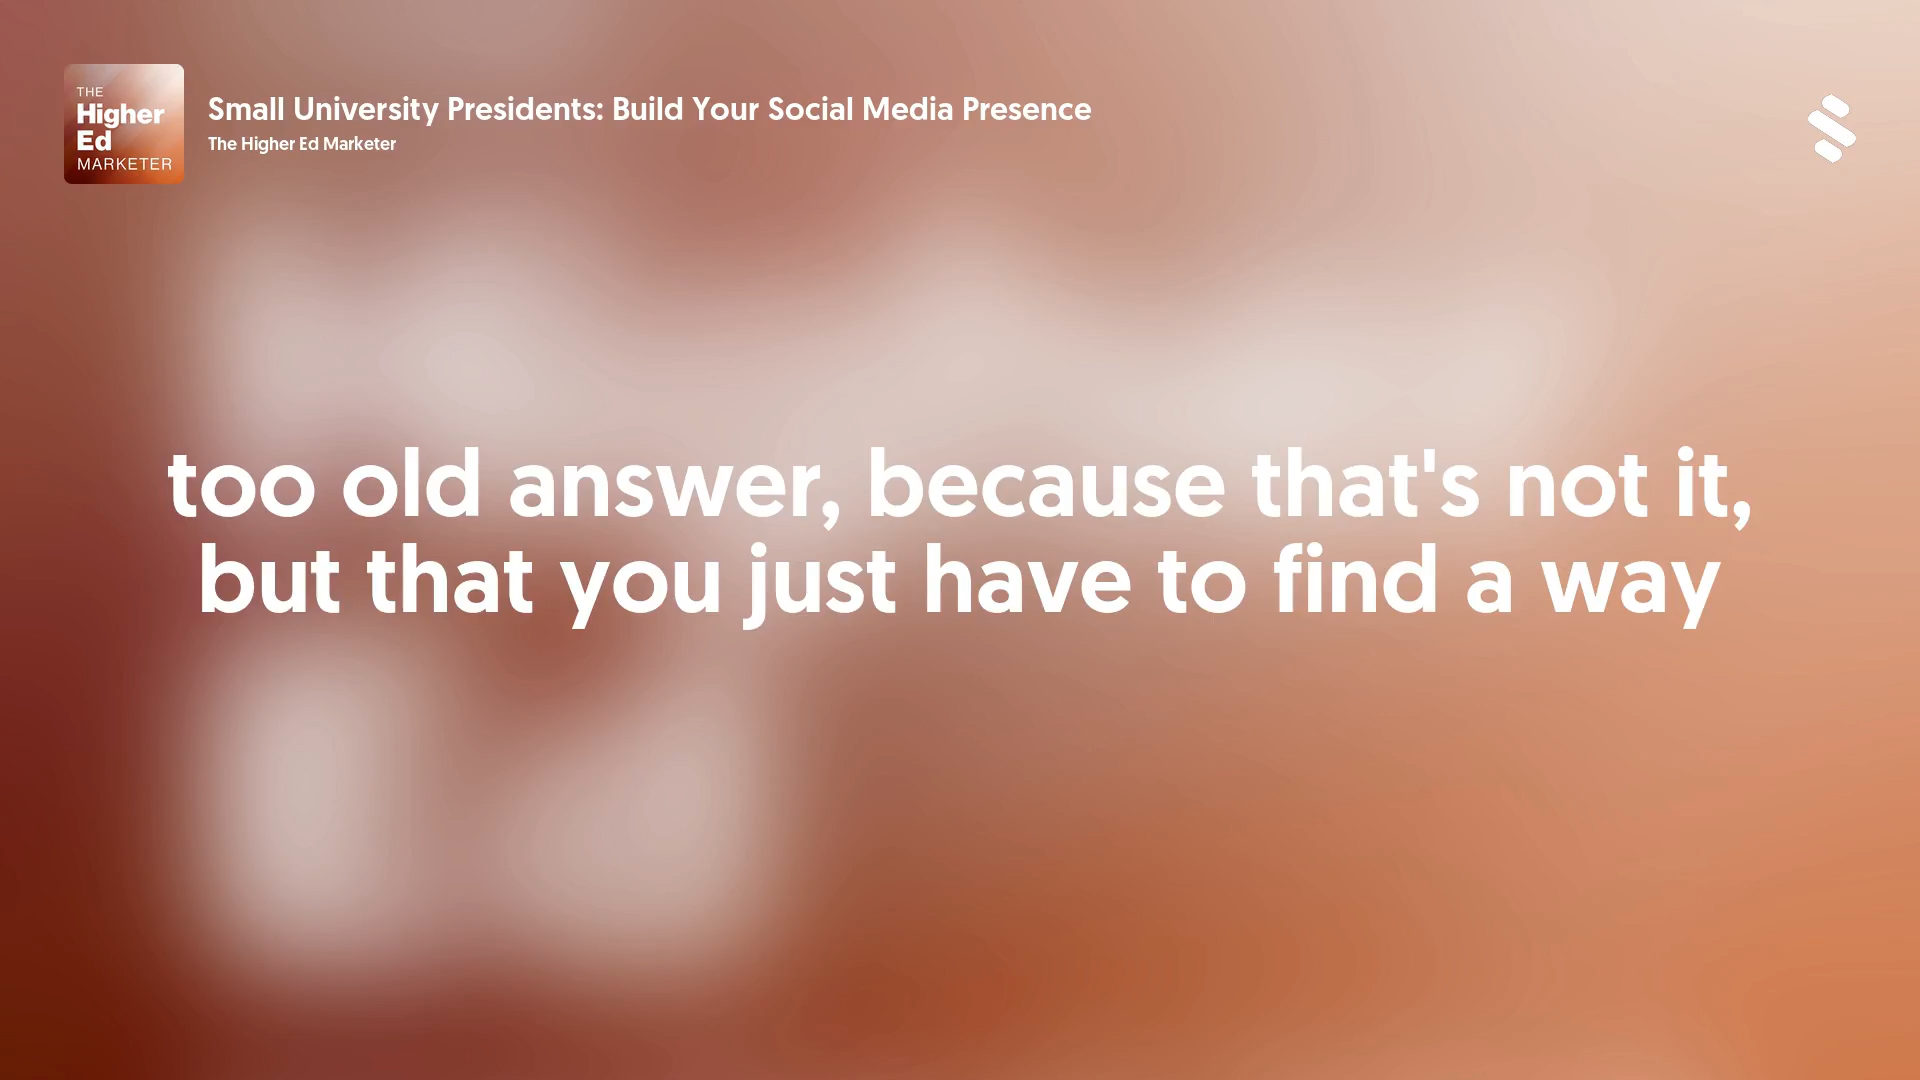 THE
Higher
Ed
MARKETER
Small University Presidents: Build Your Social Media Presence
The Higher Ed Marketer
too old answer, because that's not it,
but that you just have to find a way